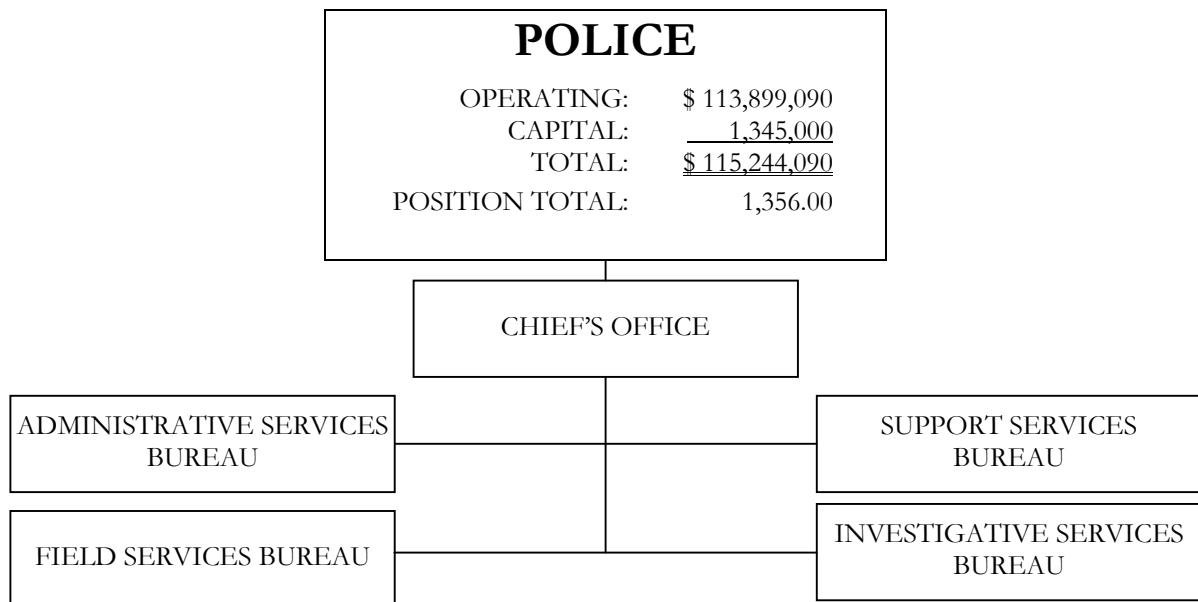 POLICE
OPERATING: $ 113,899,090
CAPITAL: 1,345,000
TOTAL: $ 115,244,090
POSITION TOTAL: 1,356.00
CHIEF’S OFFICE
ADMINISTRATIVE SERVICES
BUREAU
SUPPORT SERVICES
BUREAU
FIELD SERVICES BUREAU
INVESTIGATIVE SERVICES
BUREAU